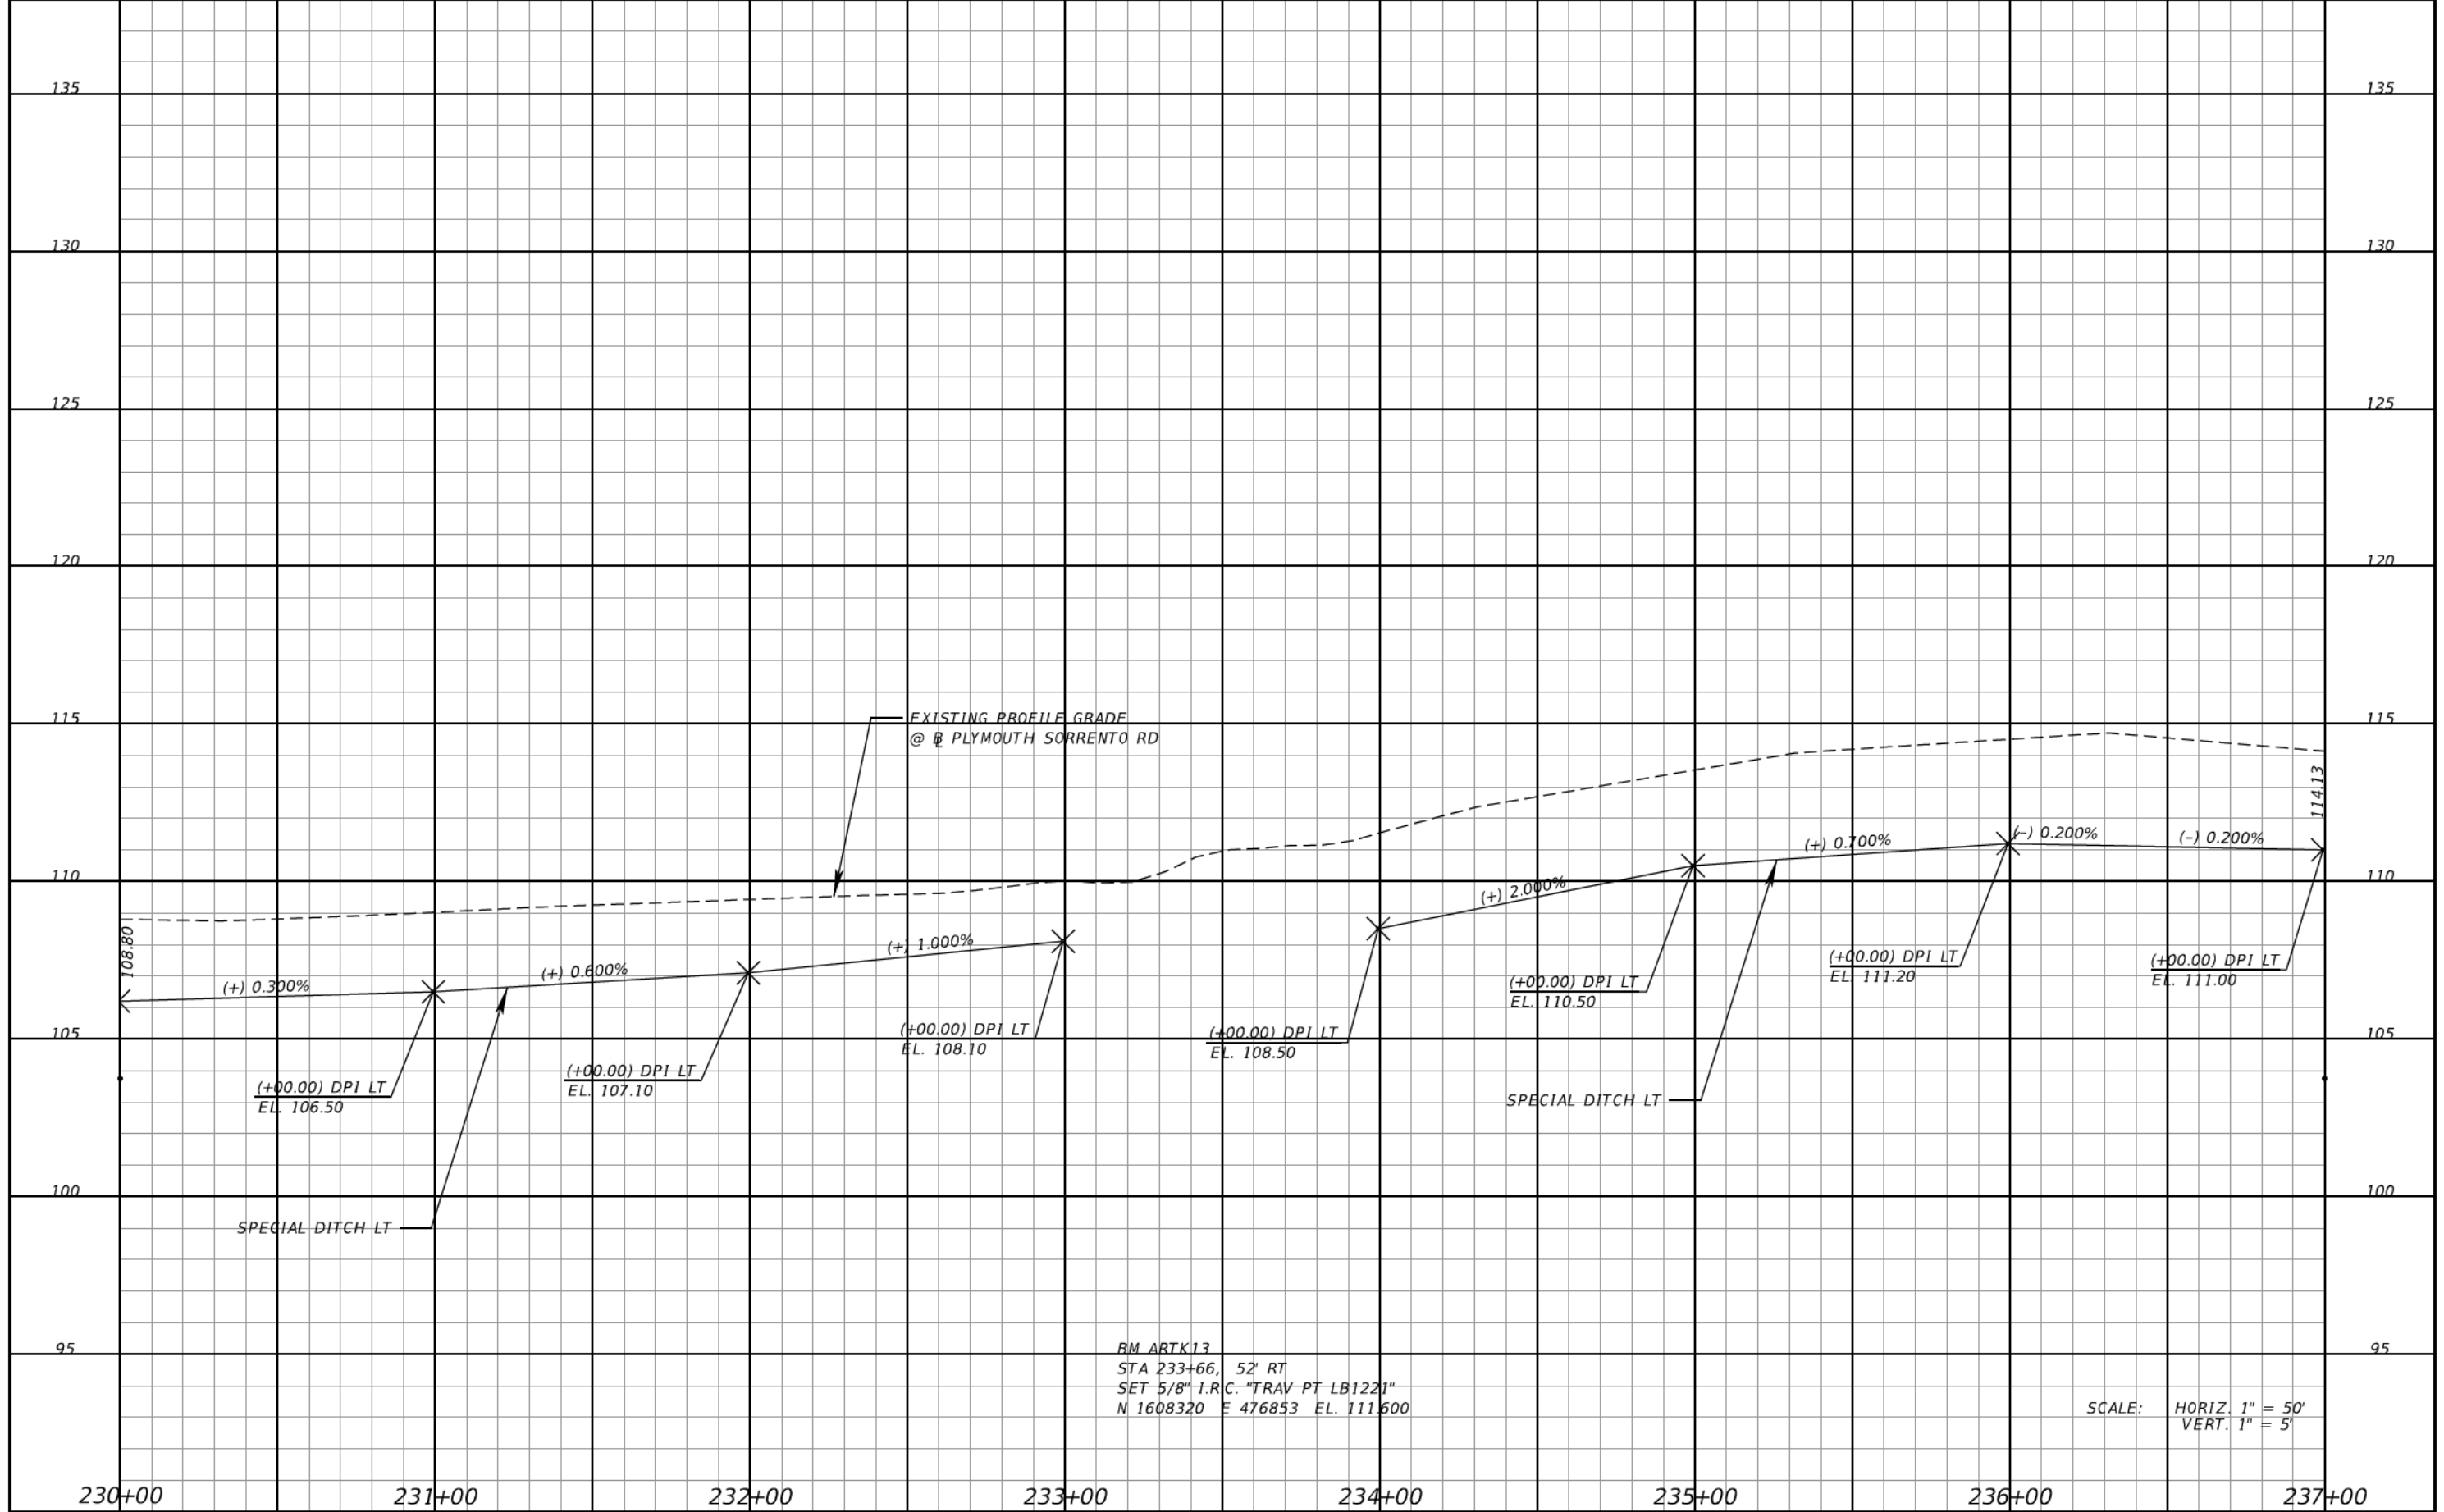 135 135
130 130
125 125
120 120
115 115
EXISTING PROFILE GRADE
@ B PLYMOUTH SORRENTO RD
114.13
(+) 0.700%
(-) 0.200%
(-) 0.200%
110 110
(+) 2.000%
108.80
(+) 1.000%
(+) 0.600%
(+) 0.300%
(+00.00) DPI LT
EL. 111.20
(+00.00) DPI LT
EL. 111.00
(+00.00) DPI LT
EL. 110.50
105 105
(+00.00) DPI LT
EL. 108.10
(+00.00) DPI LT
EL. 108.50
(+00.00) DPI LT
EL. 107.10
(+00.00) DPI LT
EL. 106.50
SPECIAL DITCH LT
100 100
SPECIAL DITCH LT
95 95
BM ARTK13
STA 233+66, 52' RT
SET 5/8" I.R.C. "TRAV PT LB1221"
N 1608320 E 476853 EL. 111.600
SCALE: HORIZ. 1" = 50'
VERT. 1" = 5'
230+00 231+00 232+00 233+00 234+00 235+00 236+00 237+00